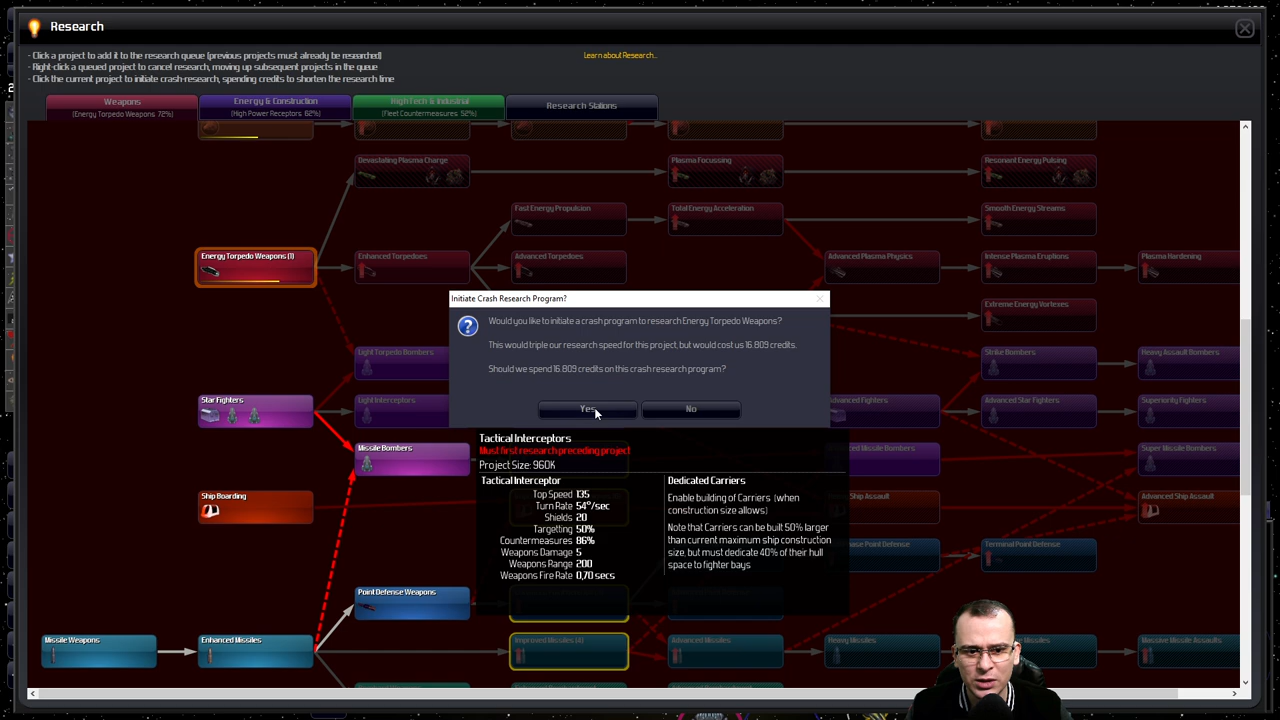 Research
- Click a project to add it to the research queue (previous projects must already be researched)
- Right-click a queued project to cancel research, moving up subsequent projects in the queue
- Click the current project to initiate crash-research, spending credits to shorten the research time
Learn about Research...
Weapons
(Energy Torpedo Weapons: 72%)
Energy & Construction
(High Power Receptors: 62%)
HighTech & Industrial
(Fleet Countermeasures: 52%)
Research Stations
Devastating Plasma Charge
Plasma Focussing
Resonant Energy Pulsing
Fast Energy Propulsion
Total Energy Acceleration
Smooth Energy Streams
Energy Torpedo Weapons (1)
Enhanced Torpedoes
Advanced Torpedoes
Advanced Plasma Physics
Intense Plasma Eruptions
Plasma Hardening
Extreme Energy Vortexes
Initiate Crash Research Program?
Would you like to initiate a crash program to research Energy Torpedo Weapons?
This would triple our research speed for this project, but would cost us 16.809 credits.
Should we spend 16.809 credits on this crash research program?
Yes
No
Light Torpedo Bombers
Strike Bombers
Heavy Assault Bombers
Star Fighters
Light Interceptors
Advanced Fighters
Advanced Star Fighters
Superiority Fighters
Missile Bombers
Missile Bombers
Super Missile Bombers
Ship Boarding
Ship Assault
Advanced Ship Assault
Tactical Interceptors
Must first research preceding project
Project Size: 960K
Tactical Interceptor
Top Speed 135
Turn Rate 54°/sec
Shields 20
Targetting 50%
Countermeasures 86%
Weapons Damage 5
Weapons Range 200
Weapons Fire Rate 0,70 secs
Dedicated Carriers
Enable building of Carriers (when
construction size allows)
Note that Carriers can be built 50% larger
than current maximum ship construction
size, but must dedicate 40% of their hull
space to fighter bays
Point Defense
Terminal Point Defense
Point Defense Weapons
Missile Weapons
Enhanced Missiles
Improved Missiles (4)
Advanced Missiles
Heavy Missiles
Missiles
Massive Missile Assaults